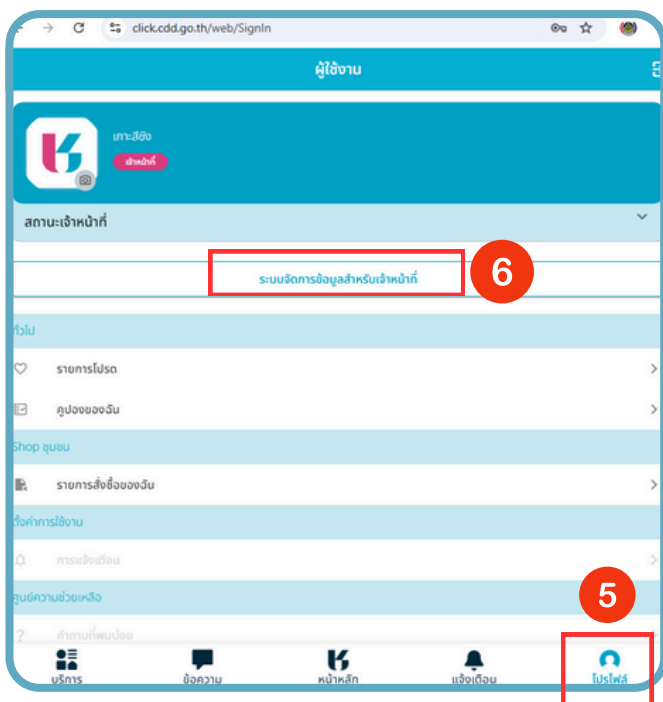 click.cdd.go.th/web/SignIn
ผู้ใช้งาน
เกาะสีชัง
เจ้าหน้าที่
สถานะเจ้าหน้าที่
ระบบจัดการข้อมูลสำหรับเจ้าหน้าที่
6
ทั่วไป
รายการโปรด
คูปองของฉัน
Shop ชุมชน
รายการสั่งซื้อของฉัน
ตั้งค่าการใช้งาน
การแจ้งเตือน
ศูนย์ความช่วยเหลือ
5
คำถามที่พบบ่อย
บริการ
ข้อความ
หน้าหลัก
แจ้งเตือน
โปรไฟล์